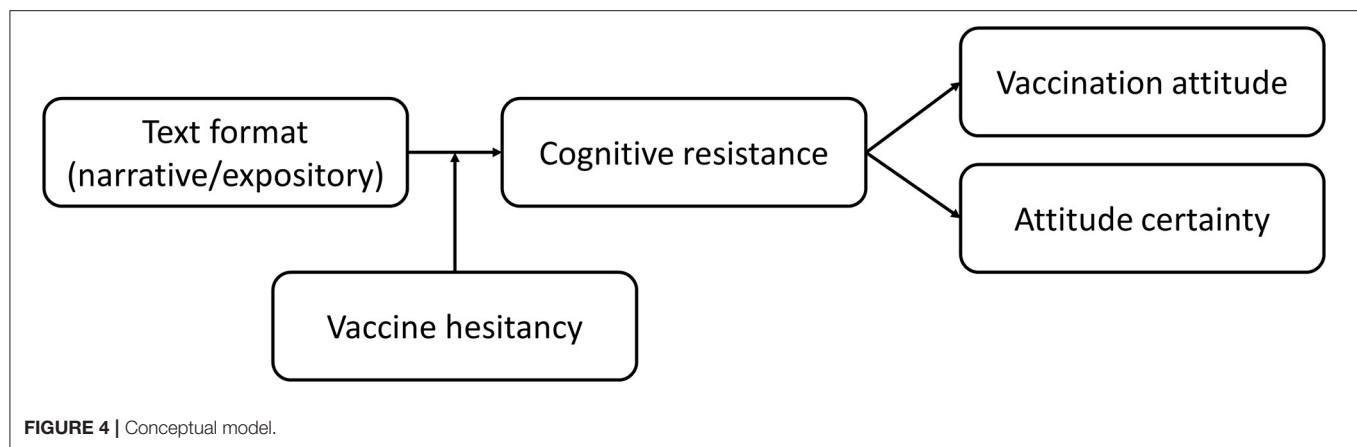 Text format
(narrative/expository)
Cognitive resistance
Vaccination attitude
Attitude certainty
Vaccine hesitancy
FIGURE 4 | Conceptual model.